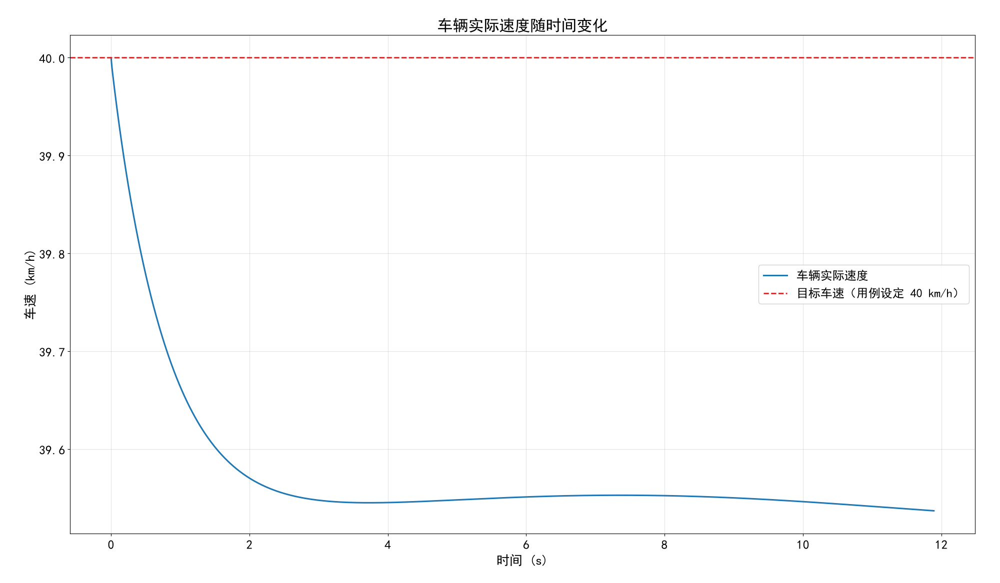 车辆实际速度随时间变化
车速 (km/h)
40.0
39.9
39.8
39.7
39.6
车辆实际速度
目标车速（用例设定 40 km/h）
0 2 4 6 8 10 12
时间 (s)